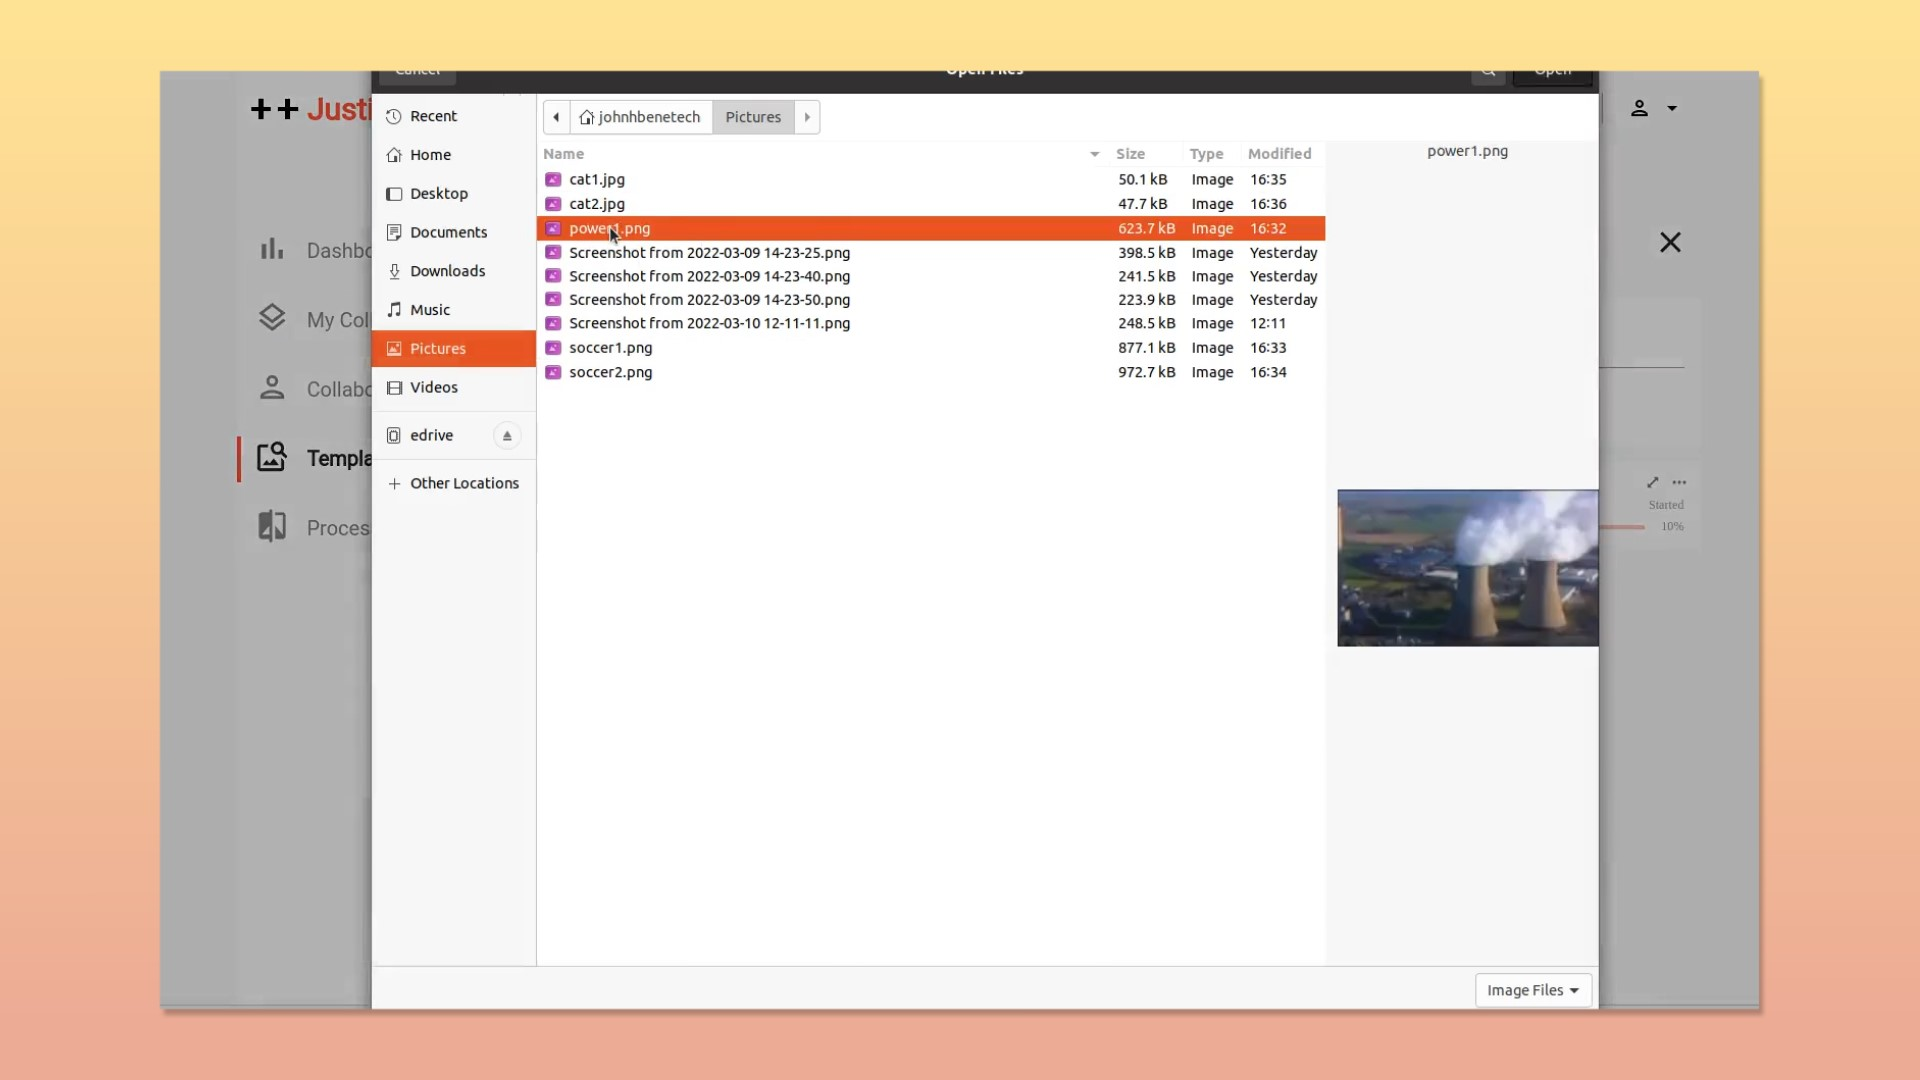 Cancel Open Files Open
++ Justi
Recent
Home
Desktop
Documents
Downloads
Music
Pictures
Videos
edrive
Other Locations
johnhbenetech Pictures
Name Size Type Modified
cat1.jpg 50.1 kB Image 16:35
cat2.jpg 47.7 kB Image 16:36
power1.png 623.7 kB Image 16:32
Screenshot from 2022-03-09 14-23-25.png 398.5 kB Image Yesterday
Screenshot from 2022-03-09 14-23-40.png 241.5 kB Image Yesterday
Screenshot from 2022-03-09 14-23-50.png 223.9 kB Image Yesterday
Screenshot from 2022-03-10 12-11-11.png 248.5 kB Image 12:11
soccer1.png 877.1 kB Image 16:33
soccer2.png 972.7 kB Image 16:34
power1.png
Dashbo
My Coll
Collabo
Templa
Proces
Started
10%
Image Files